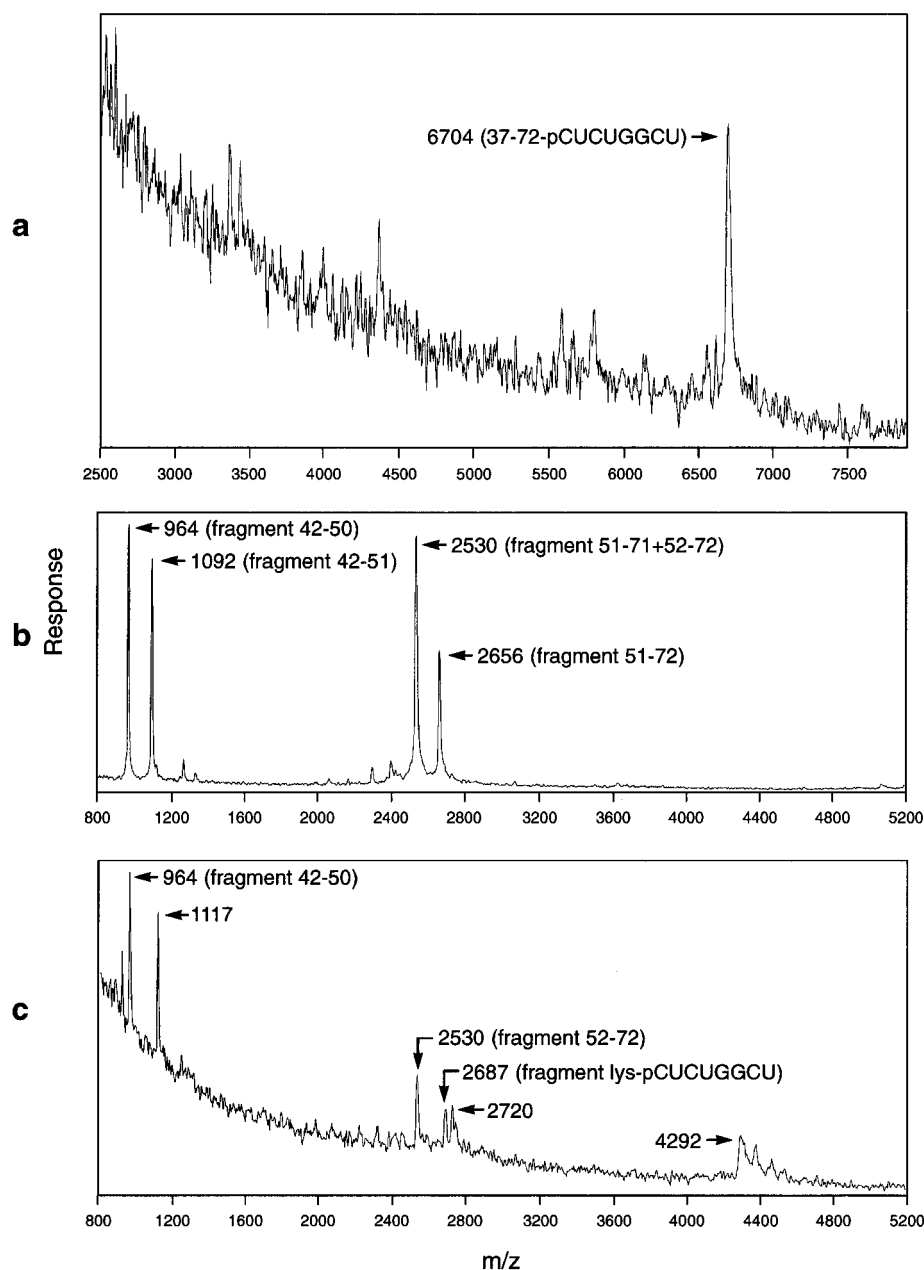 a
6704 (37-72-pCUCUGGCU)
2500 3000 3500 4000 4500 5000 5500 6000 6500 7000 7500
b
Response
964 (fragment 42-50)
1092 (fragment 42-51)
2530 (fragment 51-71+52-72)
2656 (fragment 51-72)
800 1200 1600 2000 2400 2800 3200 3600 4000 4400 4800 5200
c
964 (fragment 42-50)
1117
2530 (fragment 52-72)
2687 (fragment lys-pCUCUGGCU)
2720
4292
800 1200 1600 2000 2400 2800 3200 3600 4000 4400 4800 5200
m/z